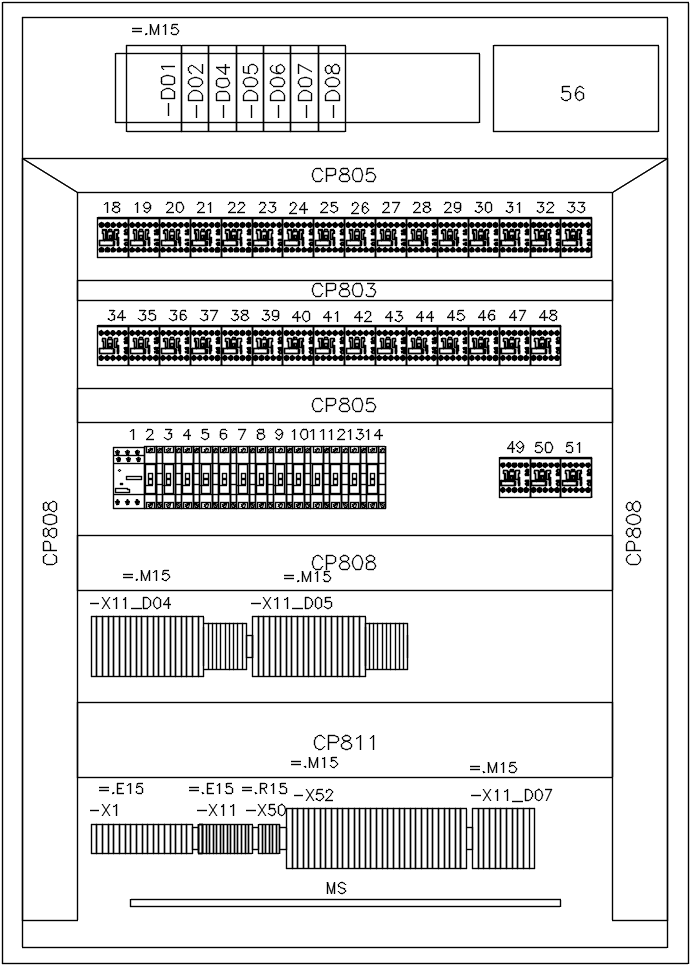 =.M15
-D01 -D02 -D04 -D05 -D06 -D07 -D08
56
CP805
18 19 20 21 22 23 24 25 26 27 28 29 30 31 32 33
CP803
34 35 36 37 38 39 40 41 42 43 44 45 46 47 48
CP805
1 2 3 4 5 6 7 8 9 10 11 12 13 14
49 50 51
CP808
CP808
CP808
=.M15 =.M15
-X11_D04 -X11_D05
CP811
=.M15 =.M15
=.E15 =.E15 =.R15
-X52 -X11_D07
-X1 -X11 -X50
MS